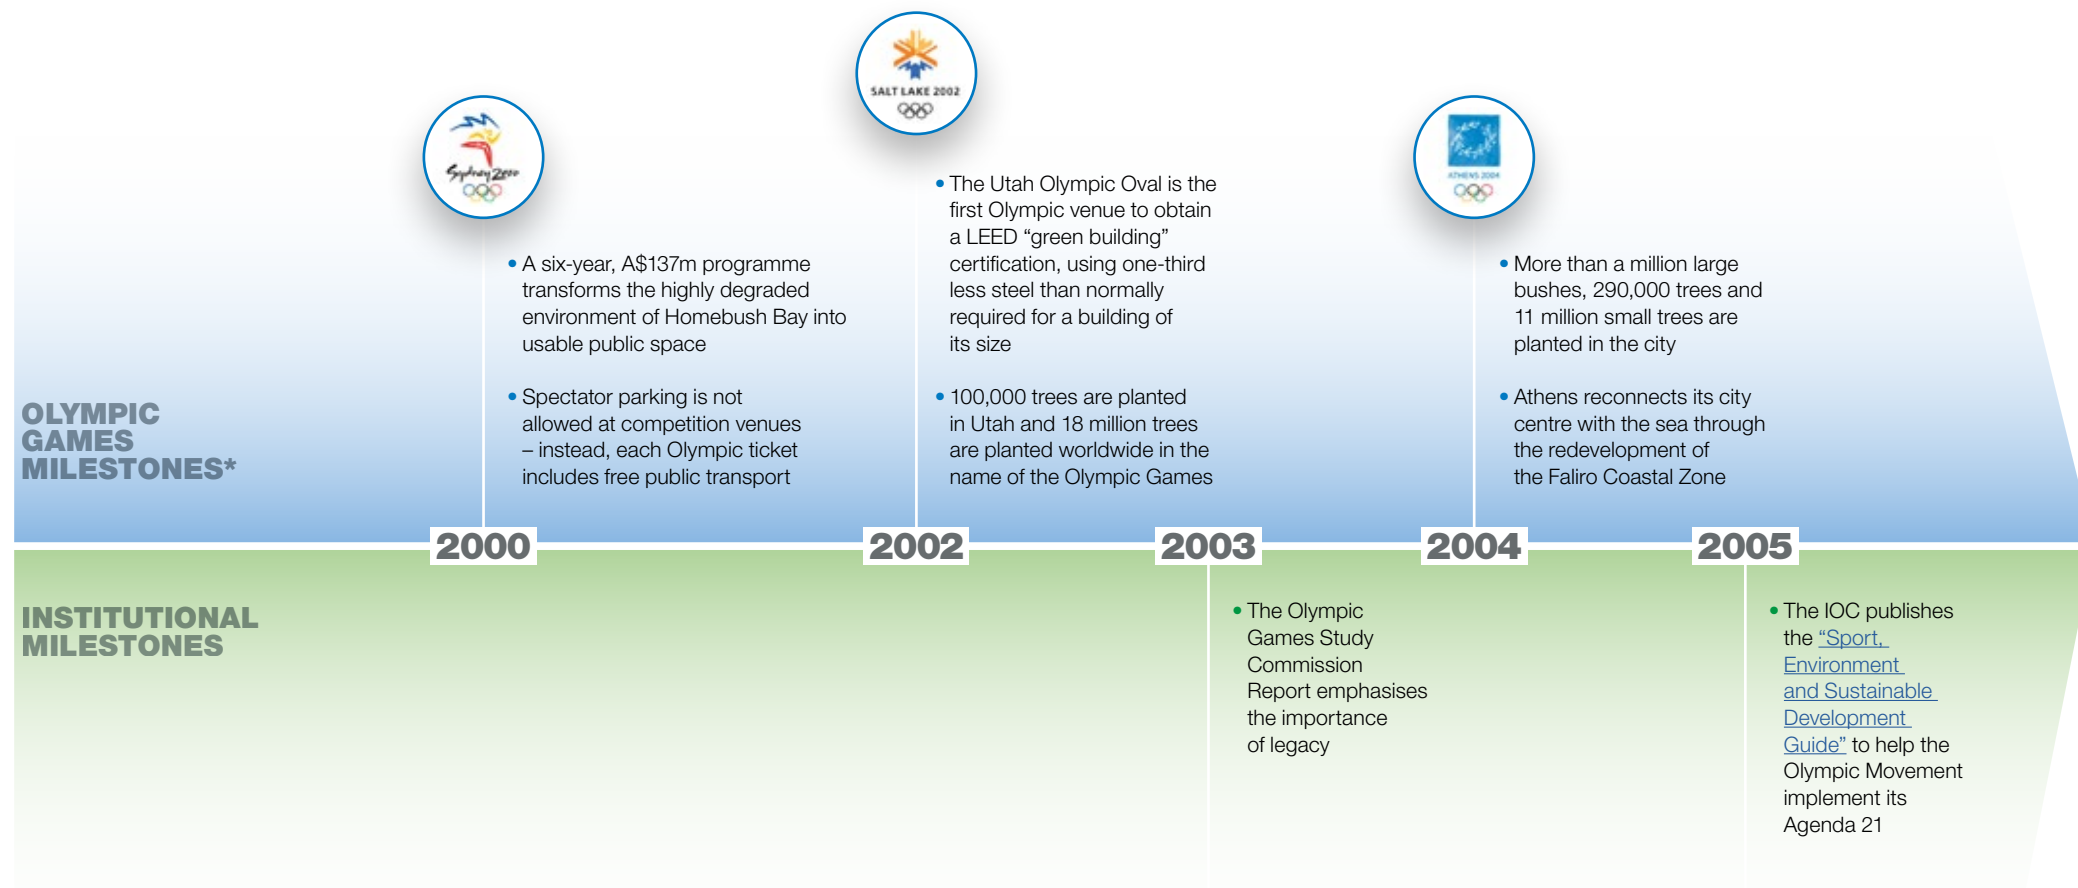 SALT LAKE 2002
Sydney 2000
ATHENS 2004
• The Utah Olympic Oval is the
first Olympic venue to obtain
a LEED “green building”
certification, using one-third
less steel than normally
required for a building of
its size
• 100,000 trees are planted
in Utah and 18 million trees
are planted worldwide in the
name of the Olympic Games
• A six-year, A$137m programme
transforms the highly degraded
environment of Homebush Bay into
usable public space
• Spectator parking is not
allowed at competition venues
– instead, each Olympic ticket
includes free public transport
• More than a million large
bushes, 290,000 trees and
11 million small trees are
planted in the city
• Athens reconnects its city
centre with the sea through
the redevelopment of
the Faliro Coastal Zone
OLYMPIC
GAMES
MILESTONES*
2000
2002
2003
2004
2005
INSTITUTIONAL
MILESTONES
• The Olympic
Games Study
Commission
Report emphasises
the importance
of legacy
• The IOC publishes
the “Sport,
Environment
and Sustainable
Development
Guide” to help the
Olympic Movement
implement its
Agenda 21